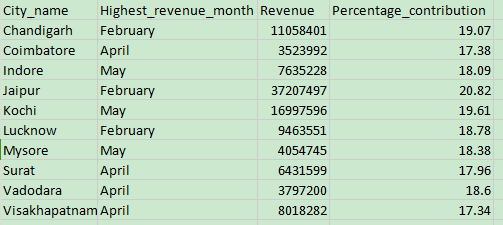 City_name Highest_revenue_month Revenue Percentage_contribution
Chandigarh February 11058401 19.07
Coimbatore April 3523992 17.38
Indore May 7635228 18.09
Jaipur February 37207497 20.82
Kochi May 16997596 19.61
Lucknow February 9463551 18.78
Mysore May 4054745 18.38
Surat April 6431599 17.96
Vadodara April 3797200 18.6
Visakhapatnam April 8018282 17.34